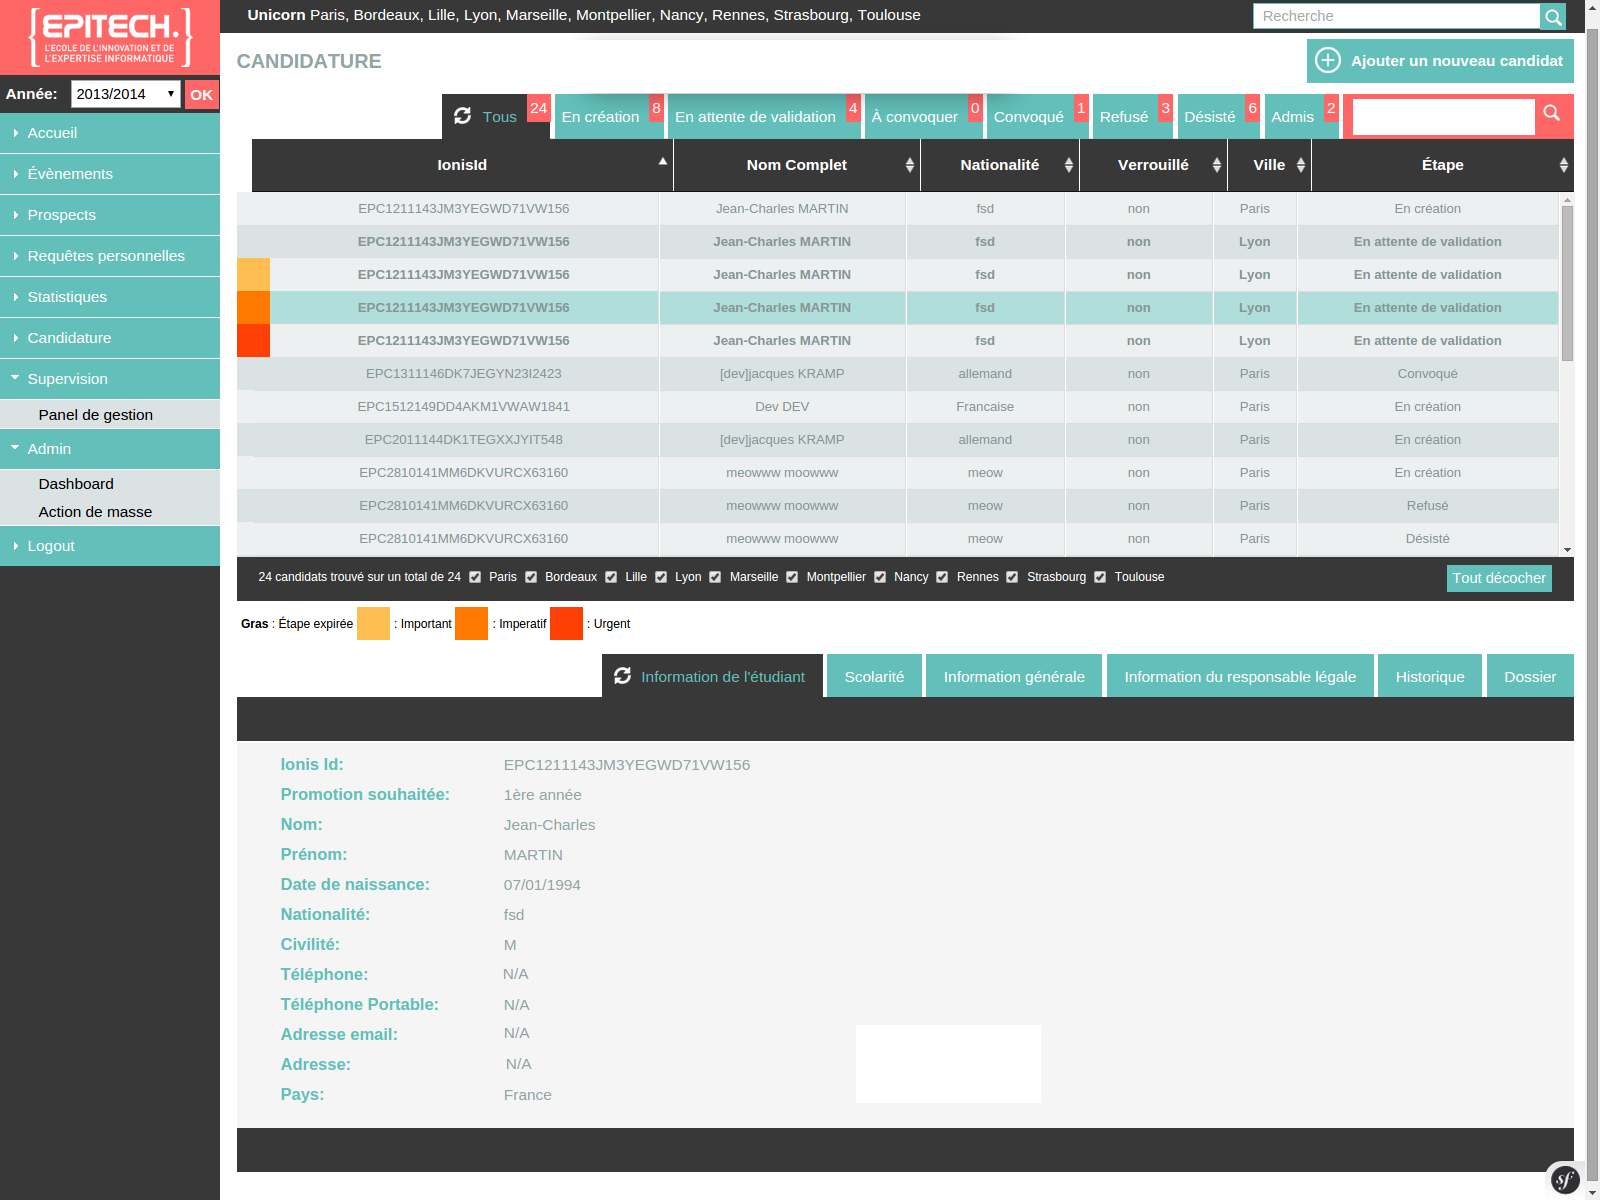 EPITECH.
L'ECOLE DE L'INNOVATION ET DE
L'EXPERTISE INFORMATIQUE
Unicorn Paris, Bordeaux, Lille, Lyon, Marseille, Montpellier, Nancy, Rennes, Strasbourg, Toulouse
Recherche
Année: 2013/2014 OK
Accueil
Évènements
Prospects
Requêtes personnelles
Statistiques
Candidature
Supervision
Panel de gestion
Admin
Dashboard
Action de masse
Logout
CANDIDATURE
Ajouter un nouveau candidat
Tous 24 En création 8 En attente de validation 4 À convoquer 0 Convoqué 1 Refusé 3 Désisté 6 Admis 2
IonisId Nom Complet Nationalité Verrouillé Ville Étape
EPC1211143JM3YEGWD71VW156 Jean-Charles MARTIN fsd non Paris En création
EPC1211143JM3YEGWD71VW156 Jean-Charles MARTIN fsd non Lyon En attente de validation
EPC1211143JM3YEGWD71VW156 Jean-Charles MARTIN fsd non Lyon En attente de validation
EPC1211143JM3YEGWD71VW156 Jean-Charles MARTIN fsd non Lyon En attente de validation
EPC1211143JM3YEGWD71VW156 Jean-Charles MARTIN fsd non Lyon En attente de validation
EPC1311146DK7JEGYN23I2423 [dev]jacques KRAMP allemand non Paris Convoqué
EPC1512149DD4AKM1VWAW1841 Dev DEV Francaise non Paris En création
EPC2011144DK1TEGXXJYIT548 [dev]jacques KRAMP allemand non Paris En création
EPC2810141MM6DKVURCX63160 meowww moowww meow non Paris En création
EPC2810141MM6DKVURCX63160 meowww moowww meow non Paris Refusé
EPC2810141MM6DKVURCX63160 meowww moowww meow non Paris Désisté
24 candidats trouvé sur un total de 24 Paris Bordeaux Lille Lyon Marseille Montpellier Nancy Rennes Strasbourg Toulouse Tout décocher
Gras : Étape expirée : Important : Imperatif : Urgent
Information de l'étudiant Scolarité Information générale Information du responsable légale Historique Dossier
Ionis Id: EPC1211143JM3YEGWD71VW156
Promotion souhaitée: 1ère année
Nom: Jean-Charles
Prénom: MARTIN
Date de naissance: 07/01/1994
Nationalité: fsd
Civilité: M
Téléphone: N/A
Téléphone Portable: N/A
Adresse email: N/A
Adresse: N/A
Pays: France
sf